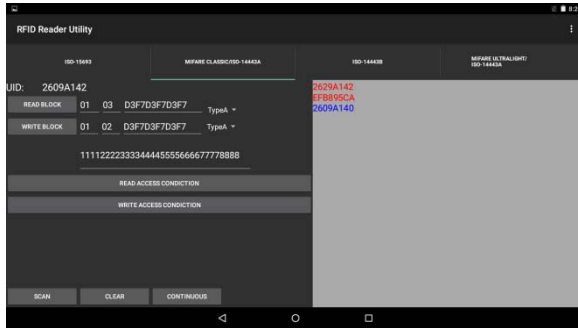 8:2
RFID Reader Utility
ISO-15693
MIFARE CLASSIC/ISO-14443A
ISO-14443B
MIFARE ULTRALIGHT/
ISO-14443A
UID: 2609A142
READ BLOCK 01 03 D3F7D3F7D3F7 TypeA
WRITE BLOCK 01 02 D3F7D3F7D3F7 TypeA
11112222333344445555666677778888
READ ACCESS CONDICTION
WRITE ACCESS CONDICTION
SCAN CLEAR CONTINUOUS
2629A142
EFB895CA
2609A140